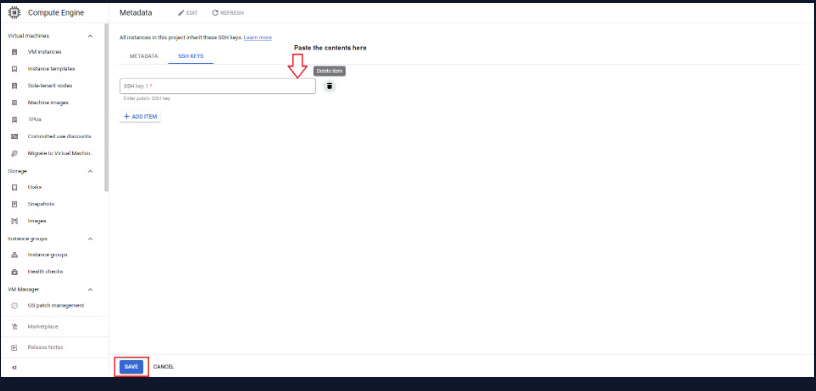 Compute Engine
Metadata
EDIT
REFRESH
Virtual machines
VM instances
Instance templates
Sole-tenant nodes
Machine images
TPUs
Committed use discounts
Migrate to Virtual Machin...
Storage
Disks
Snapshots
Images
Instance groups
Instance groups
Health checks
VM Manager
OS patch management
Marketplace
Release Notes
All instances in this project inherit these SSH keys. Learn more
Paste the contents here
METADATA
SSH KEYS
Delete item
SSH key 1 *
Enter public SSH key
+ ADD ITEM
SAVE
CANCEL